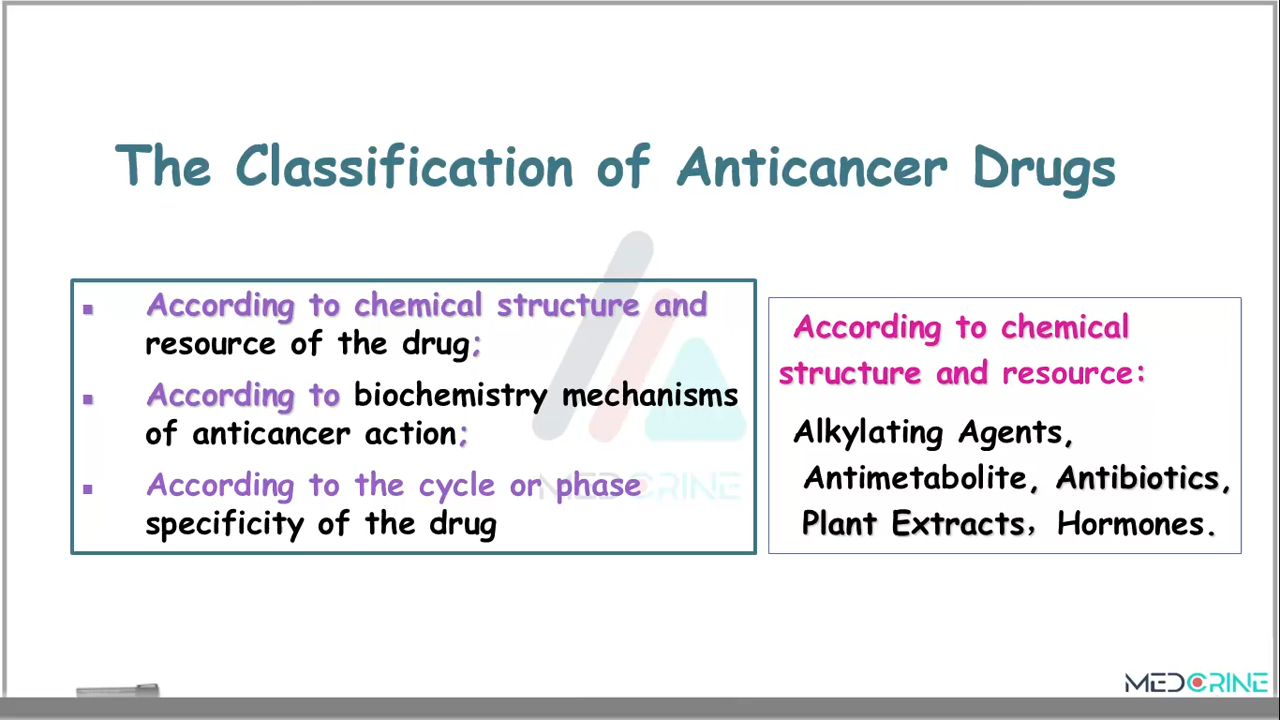 The Classification of Anticancer Drugs
According to chemical structure and
resource of the drug;
According to biochemistry mechanisms
of anticancer action;
According to the cycle or phase
specificity of the drug
According to chemical
structure and resource:
Alkylating Agents,
Antimetabolite, Antibiotics,
Plant Extracts, Hormones.
MEDCRINE
MEDCRINE